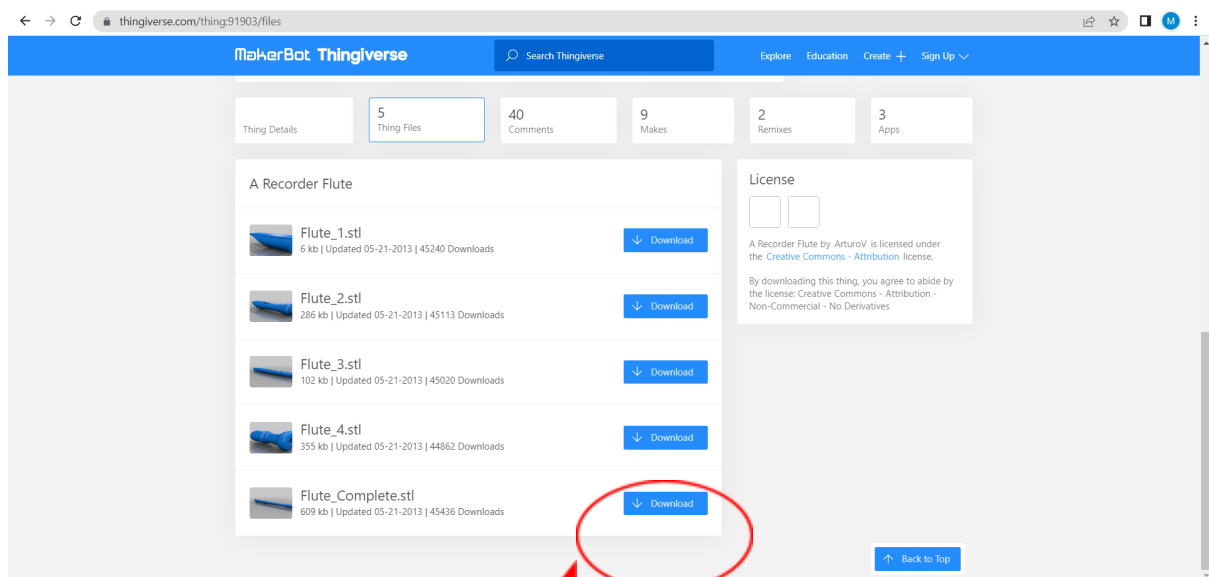 thingiverse.com/thing:91903/files
M
MakerBot Thingiverse
Search Thingiverse
Explore Education Create Sign Up
Thing Details
5
Thing Files
40
Comments
9
Makes
2
Remixes
3
Apps
A Recorder Flute
Flute_1.stl
6 kb | Updated 05-21-2013 | 45240 Downloads
Download
Flute_2.stl
286 kb | Updated 05-21-2013 | 45113 Downloads
Download
Flute_3.stl
102 kb | Updated 05-21-2013 | 45020 Downloads
Download
Flute_4.stl
355 kb | Updated 05-21-2013 | 44862 Downloads
Download
Flute_Complete.stl
609 kb | Updated 05-21-2013 | 45436 Downloads
Download
License
A Recorder Flute by ArturoV is licensed under
the Creative Commons - Attribution license.
By downloading this thing, you agree to abide by
the license: Creative Commons - Attribution -
Non-Commercial - No Derivatives
Back to Top